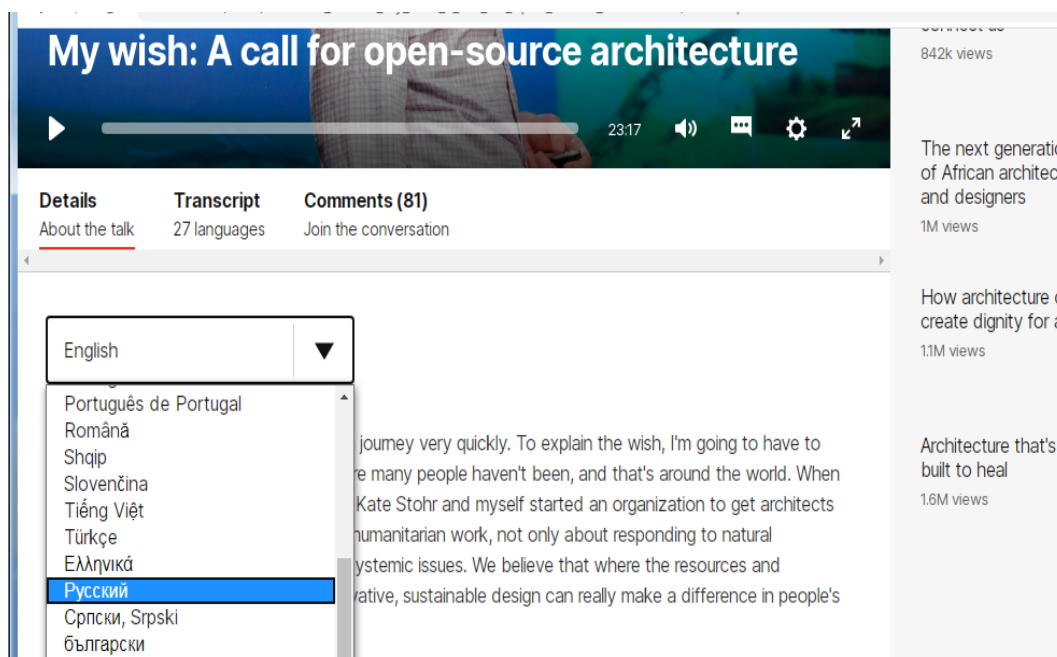 My wish: A call for open-source architecture
23:17
Details
About the talk
Transcript
27 languages
Comments (81)
Join the conversation
English
Português de Portugal
Română
Shqip
Slovenčina
Tiếng Việt
Türkçe
Ελληνικά
Русский
Српски, Srpski
български
journey very quickly. To explain the wish, I'm going to have to
re many people haven't been, and that's around the world. When
Kate Stohr and myself started an organization to get architects
humanitarian work, not only about responding to natural
ystemic issues. We believe that where the resources and
vative, sustainable design can really make a difference in people's
842k views
The next generatio
of African architec
and designers
1M views
How architecture c
create dignity for a
1.1M views
Architecture that's
built to heal
1.6M views